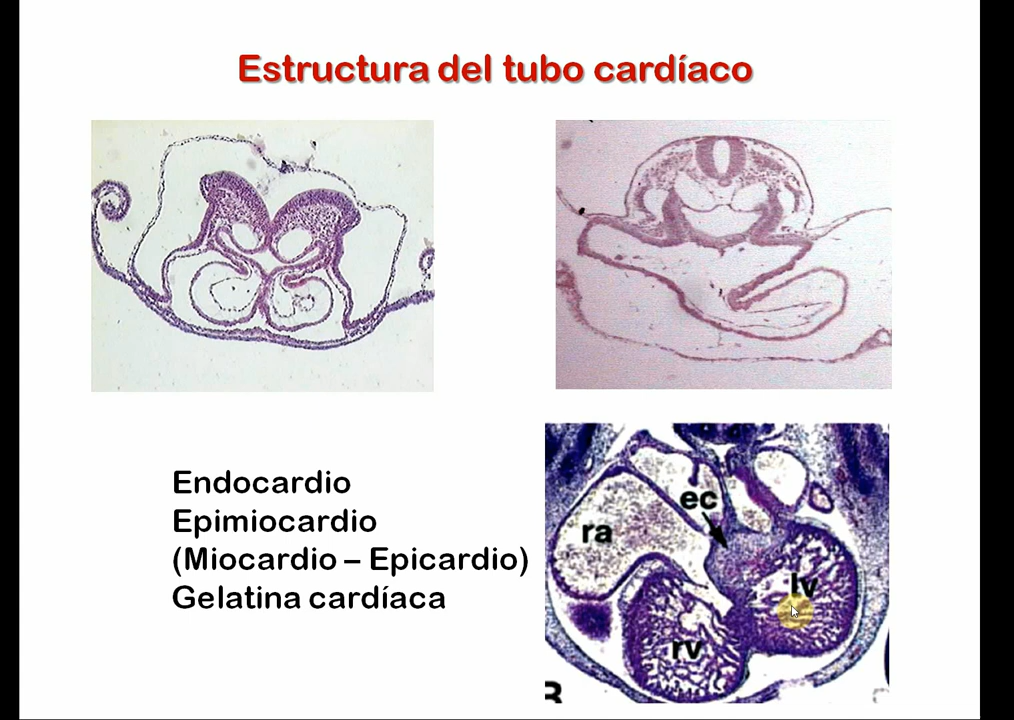 Estructura del tubo cardíaco
Endocardio
Epimiocardio
(Miocardio – Epicardio)
Gelatina cardíaca
ec
ra
lv
rv